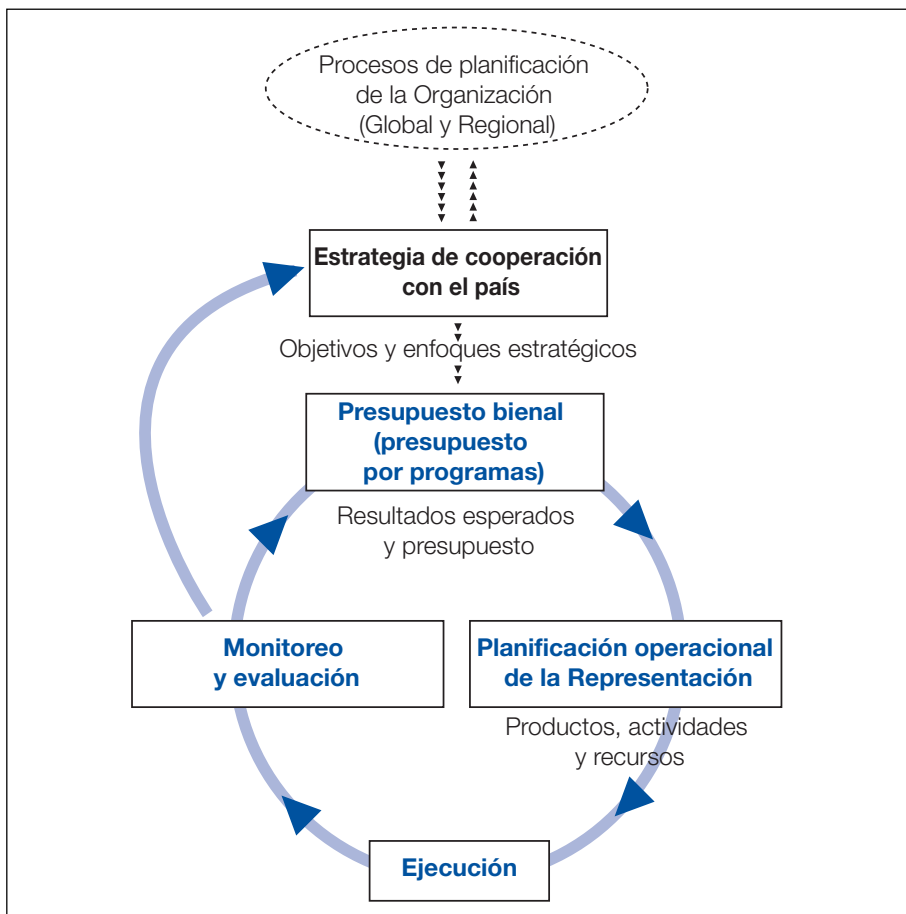 Procesos de planificación
de la Organización
(Global y Regional)
Estrategia de cooperación
con el país
Objetivos y enfoques estratégicos
Presupuesto bienal
(presupuesto
por programas)
Resultados esperados
y presupuesto
Monitoreo
y evaluación
Planificación operacional
de la Representación
Productos, actividades
y recursos
Ejecución